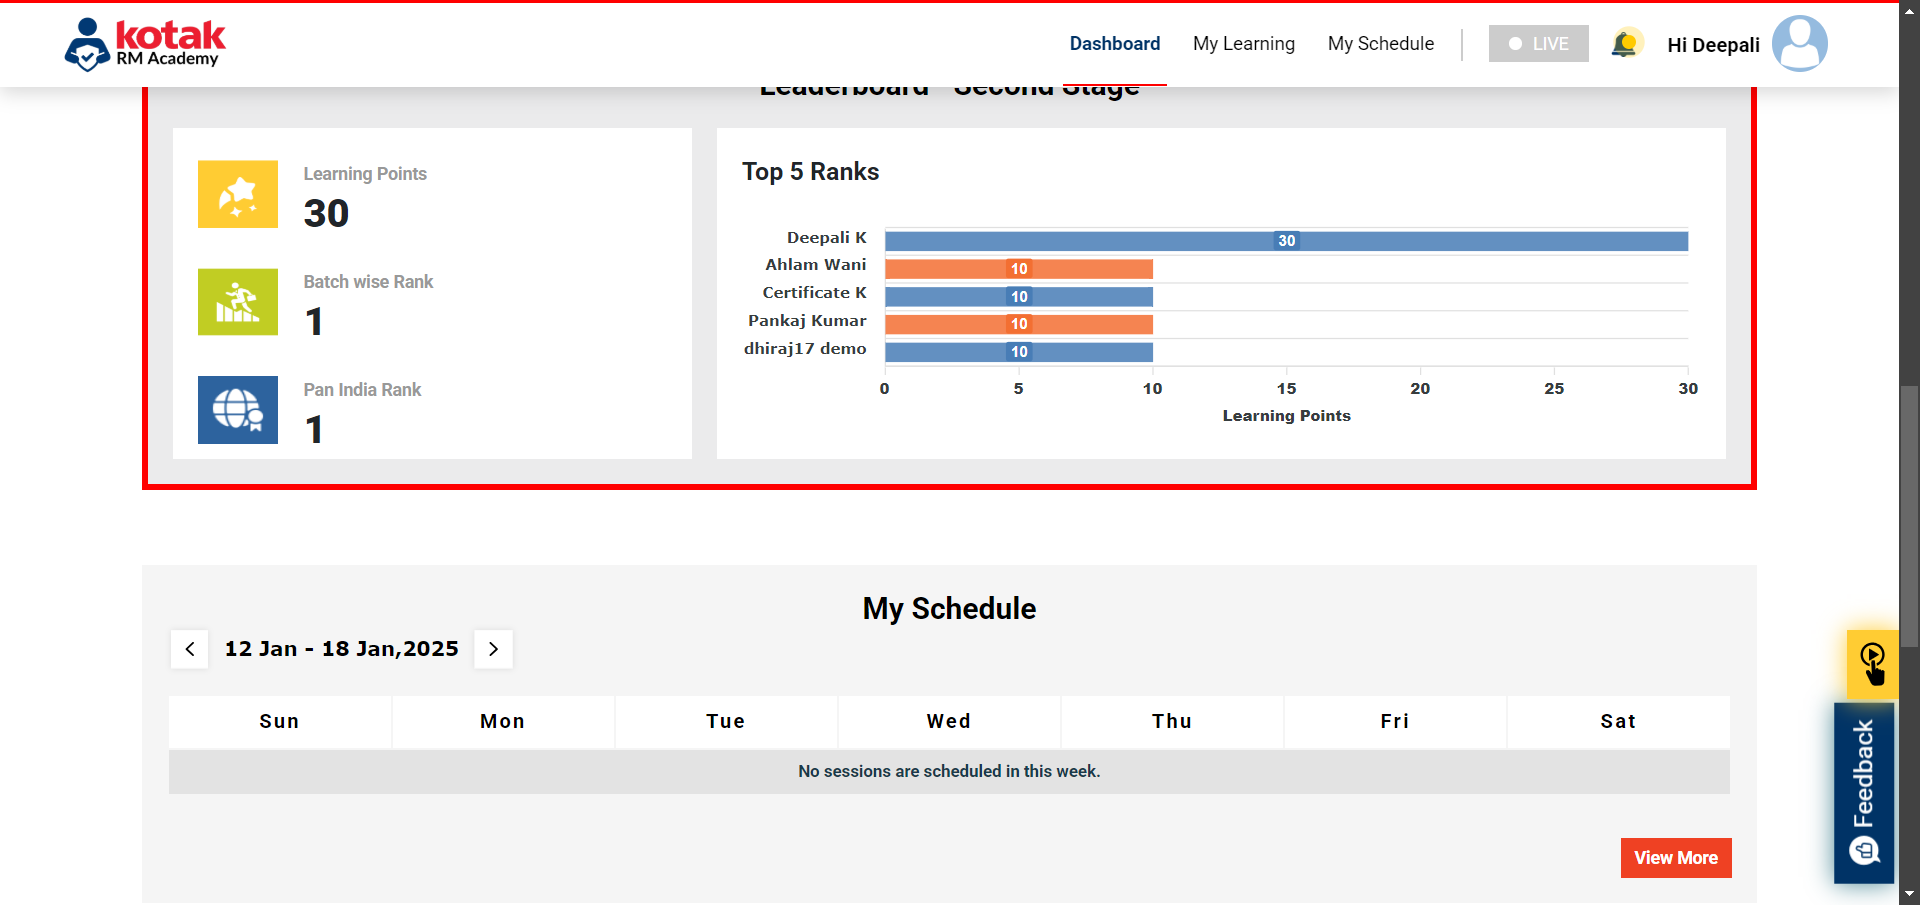 kotak
RM Academy
Dashboard
My Learning
My Schedule
LIVE
Hi Deepali
Leaderboard - Second Stage
Learning Points
30
Batch wise Rank
1
Pan India Rank
1
Top 5 Ranks
Deepali K
30
Ahlam Wani
10
Certificate K
10
Pankaj Kumar
10
dhiraj17 demo
10
0 5 10 15 20 25 30
Learning Points
My Schedule
12 Jan - 18 Jan,2025
Sun Mon Tue Wed Thu Fri Sat
No sessions are scheduled in this week.
View More
Feedback